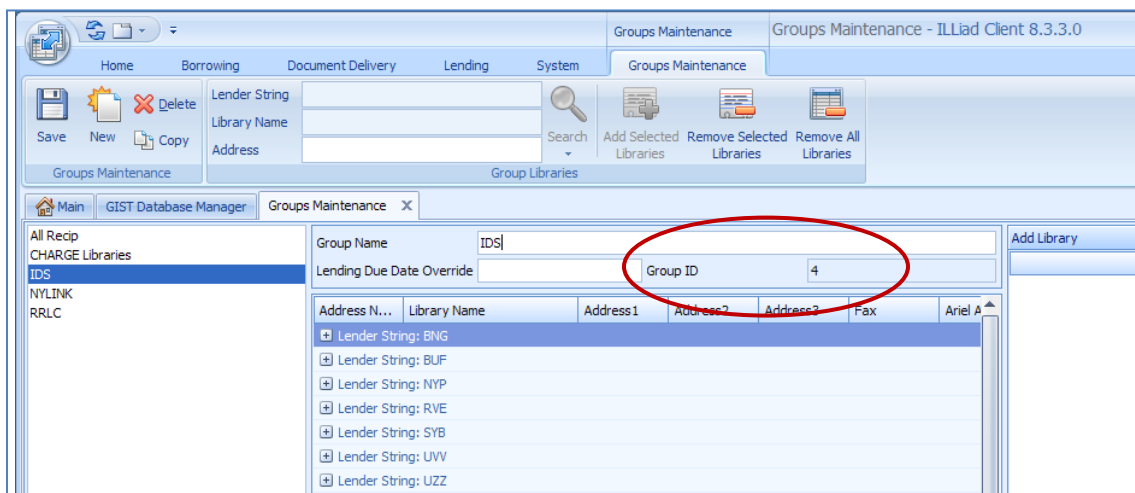 Groups Maintenance
Groups Maintenance - ILLiad Client 8.3.3.0
Home Borrowing Document Delivery Lending System Groups Maintenance
Save
New
Delete
Copy
Groups Maintenance
Lender String
Library Name
Address
Search
Add Selected Libraries
Remove Selected Libraries
Remove All Libraries
Group Libraries
Main GIST Database Manager Groups Maintenance X
All Recip
CHARGE Libraries
IDS
NYLINK
RRLC
Group Name IDS
Lending Due Date Override Group ID 4
Address N... Library Name Address1 Address2 Address3 Fax Ariel A
Lender String: BNG
Lender String: BUF
Lender String: NYP
Lender String: RVE
Lender String: SYB
Lender String: UVV
Lender String: UZZ
Add Library